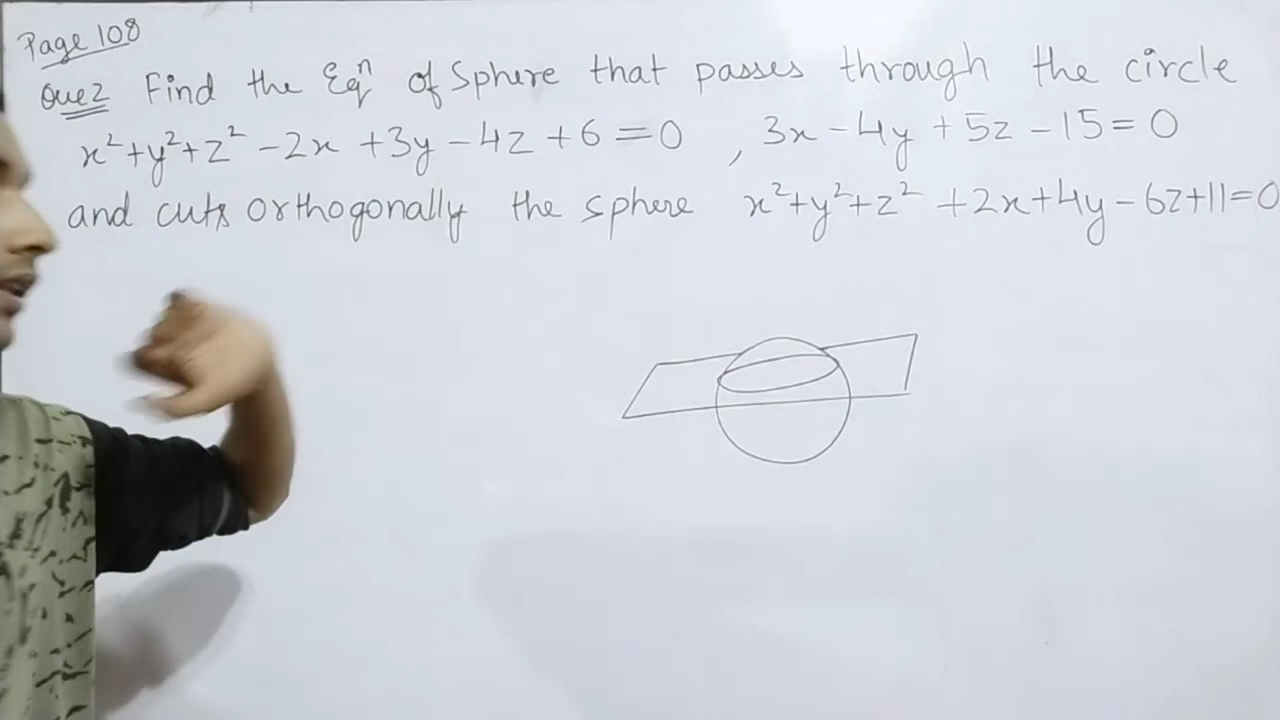 Page 108
Que2 Find the Eqⁿ of Sphere that passes through the circle
x²+y²+z² -2x +3y -4z +6 =0 , 3x -4y +5z -15 = 0
and cuts orthogonally the sphere x²+y²+z² +2x+4y-6z+11=0